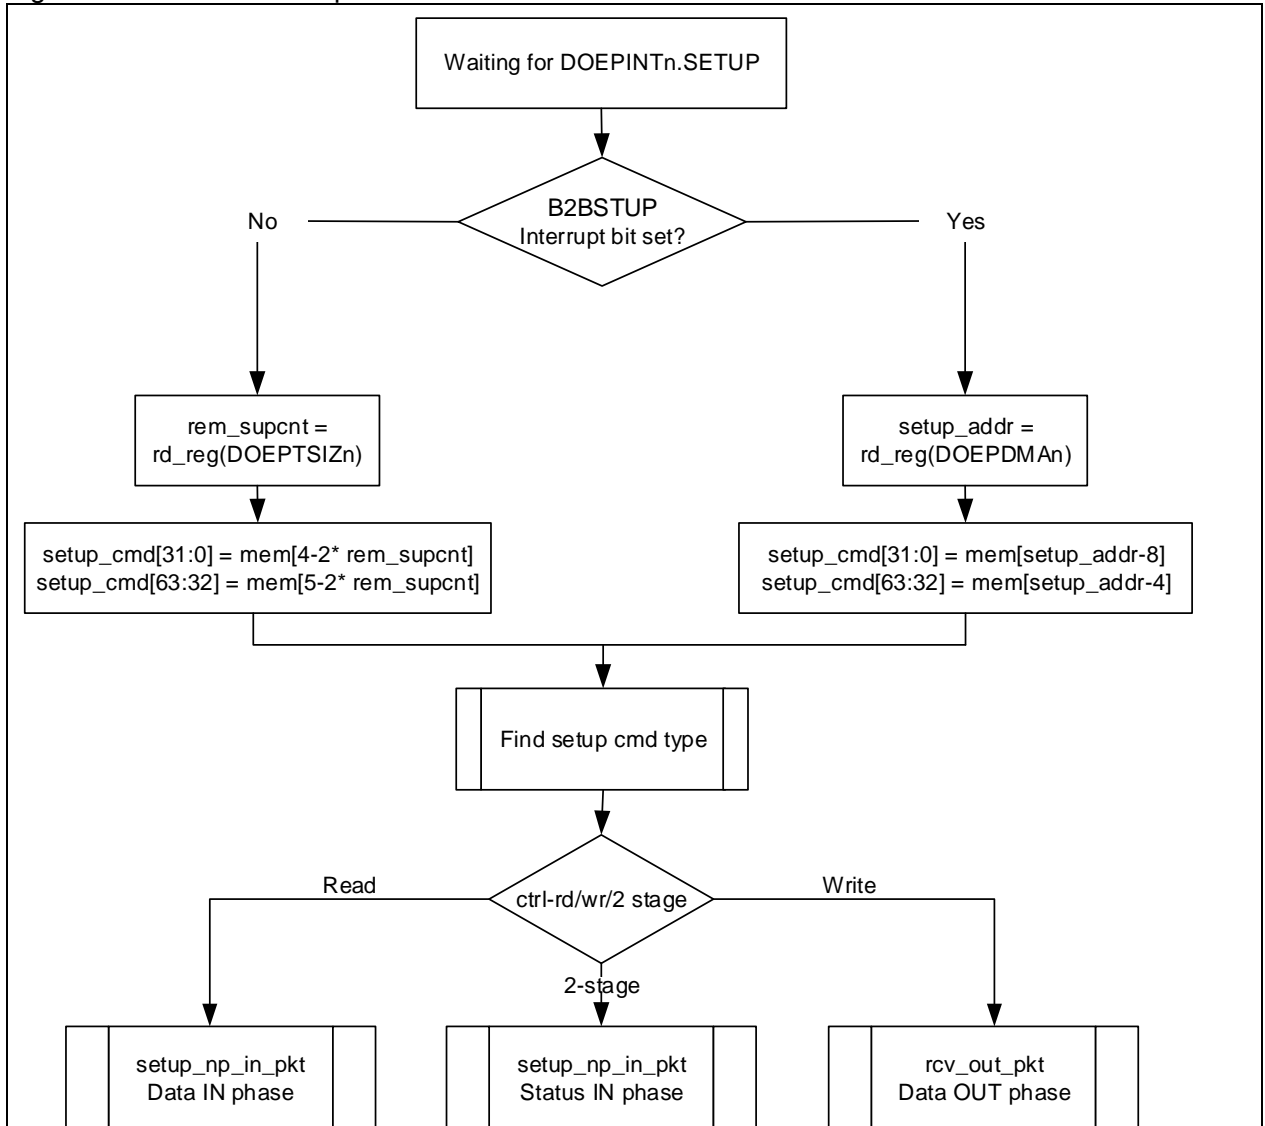 Waiting for DOEPINTn.SETUP
B2BSTUP
Interrupt bit set?
No
Yes
rem_supcnt =
rd_reg(DOEPTSIZn)
setup_addr =
rd_reg(DOEPDMAn)
setup_cmd[31:0] = mem[4-2* rem_supcnt]
setup_cmd[63:32] = mem[5-2* rem_supcnt]
setup_cmd[31:0] = mem[setup_addr-8]
setup_cmd[63:32] = mem[setup_addr-4]
Find setup cmd type
ctrl-rd/wr/2 stage
Read
Write
2-stage
setup_np_in_pkt
Data IN phase
setup_np_in_pkt
Status IN phase
rcv_out_pkt
Data OUT phase